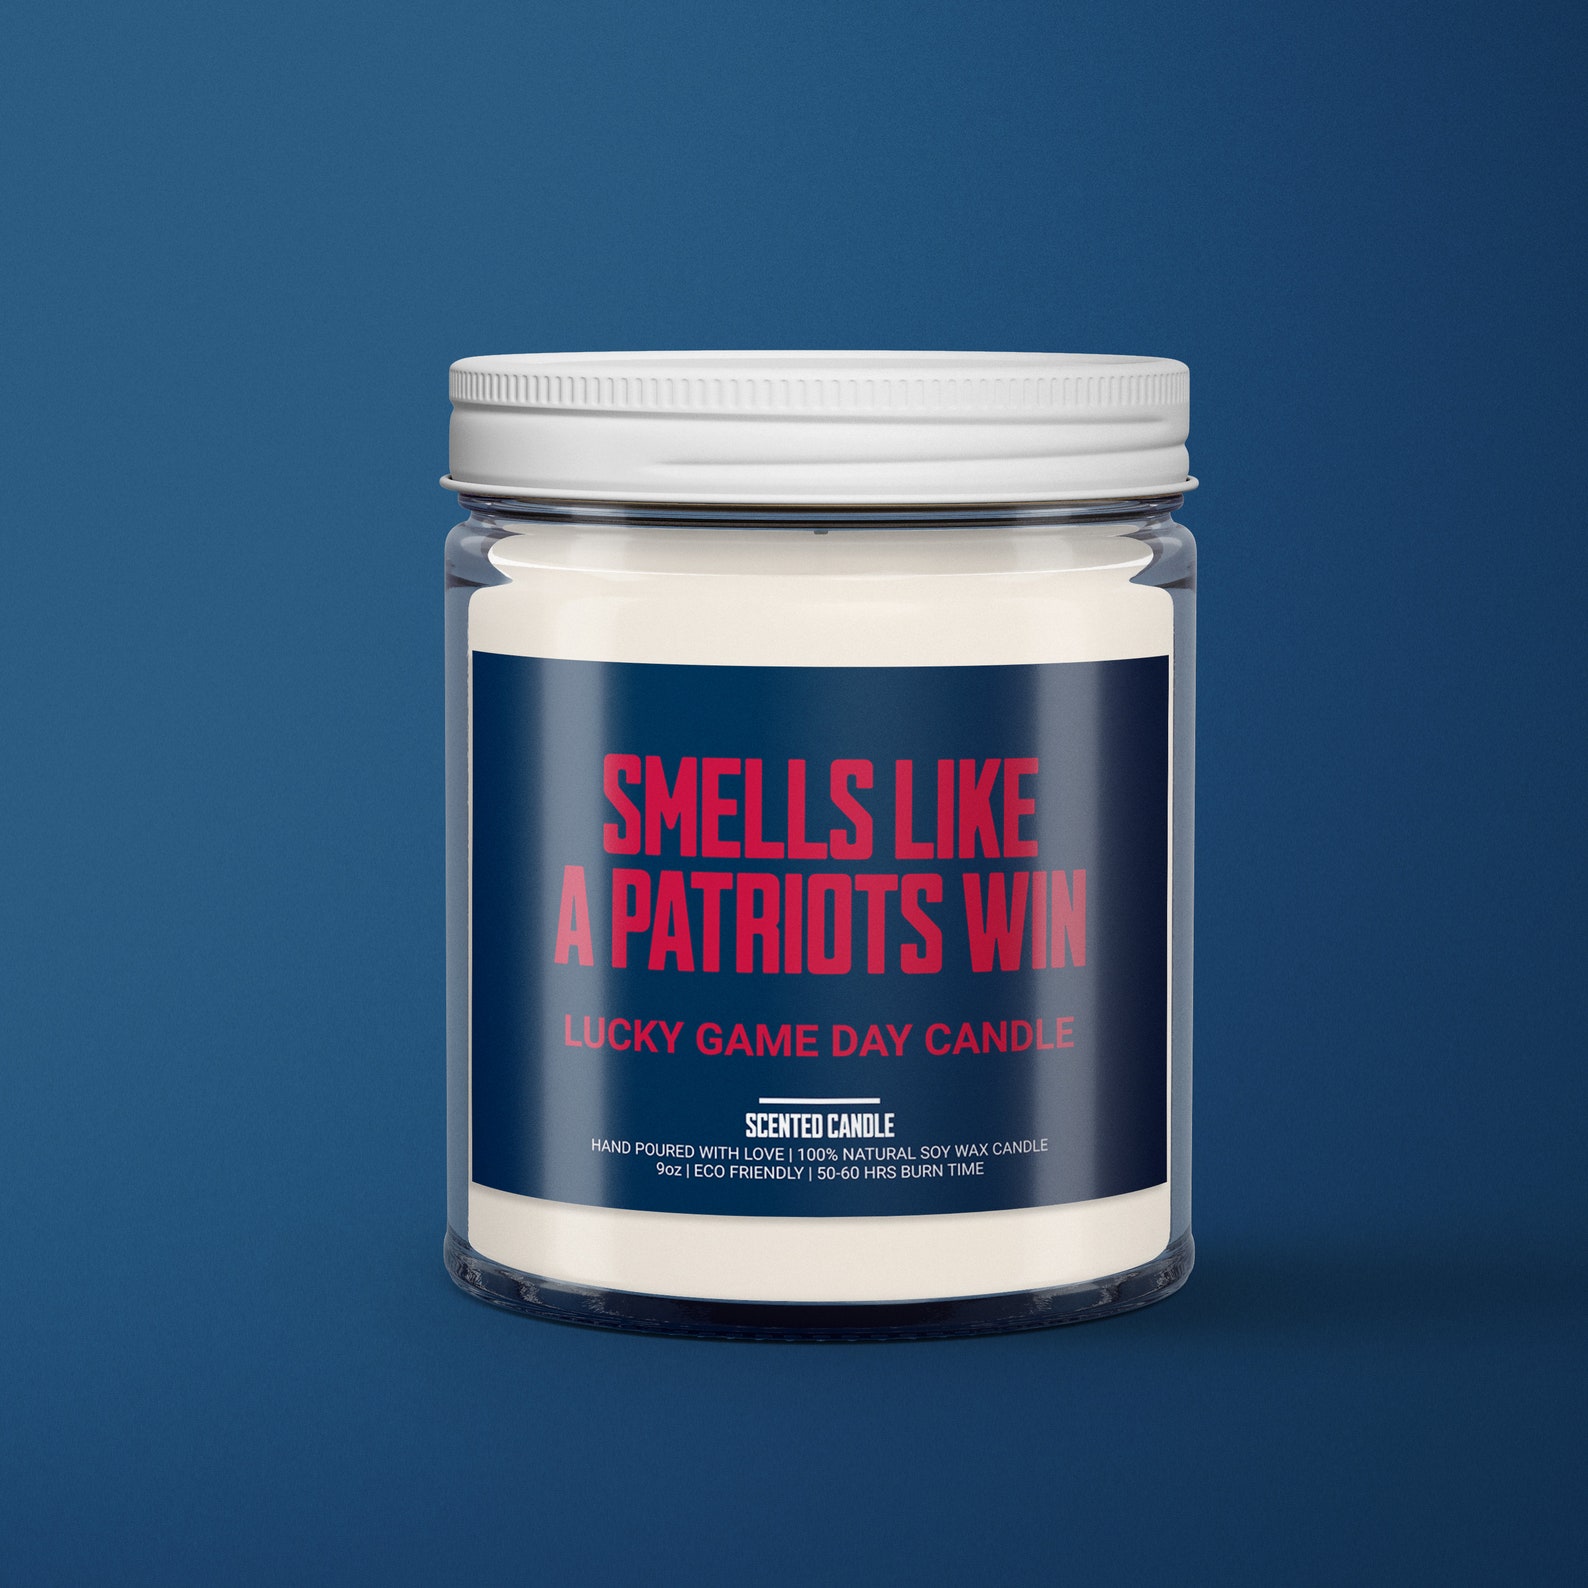 SMELLS LIKE
A PATRIOTS WIN
LUCKY GAME DAY CANDLE
SCENTED CANDLE
HAND POURED WITH LOVE | 100% NATURAL SOY WAX CANDLE
9oz | ECO FRIENDLY | 50-60 HRS BURN TIME